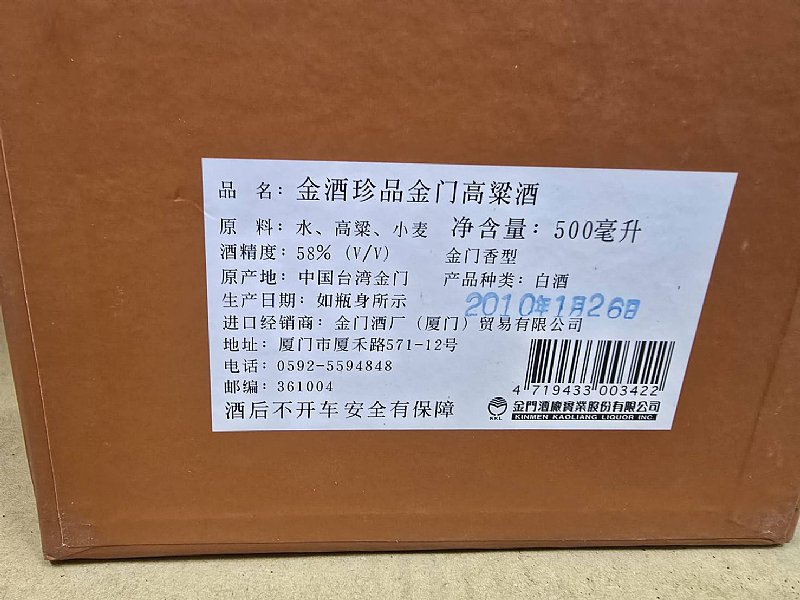 品 名：金酒珍品金门高粱酒
原 料：水、高粱、小麦 净含量：500毫升
酒精度：58%（V/V） 金门香型
原产地：中国台湾金门 产品种类：白酒
生产日期：如瓶身所示 2010年1月26日
进口经销商：金门酒厂（厦门）贸易有限公司
地址：厦门市厦禾路571-12号
电话：0592-5594848
邮编：361004
4 719433 003422
酒后不开车安全有保障
KKL
金門酒廠實業股份有限公司
KINMEN KAOLIANG LIQUOR INC.